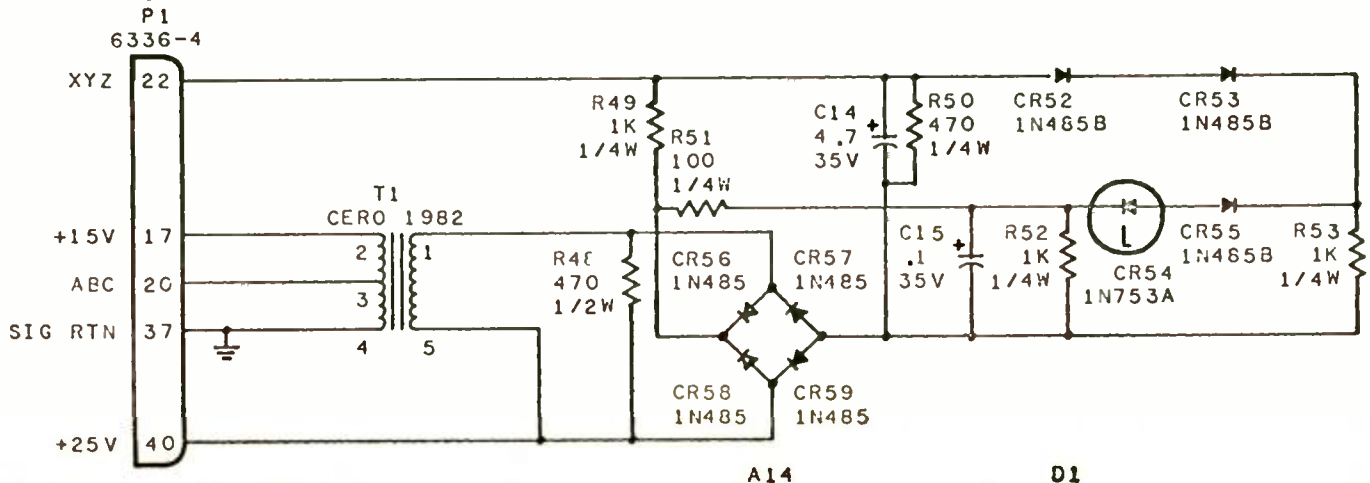 P1
6336-4
XYZ 22
R49
1K
1/4W
R51
100
1/4W
C14
4.7
35V
+
R50
470
1/4W
CR52
1N485B
CR53
1N485B
T1
CERO 1982
+15V 17
2
1
ABC 20
3
SIG RTN 37
4
5
+25V 40
R48
470
1/2W
CR56
1N485
CR57
1N485
CR58
1N485
CR59
1N485
C15
.1
35V
+
R52
1K
1/4W
L
CR54
1N753A
CR55
1N485B
R53
1K
1/4W
A14
D1